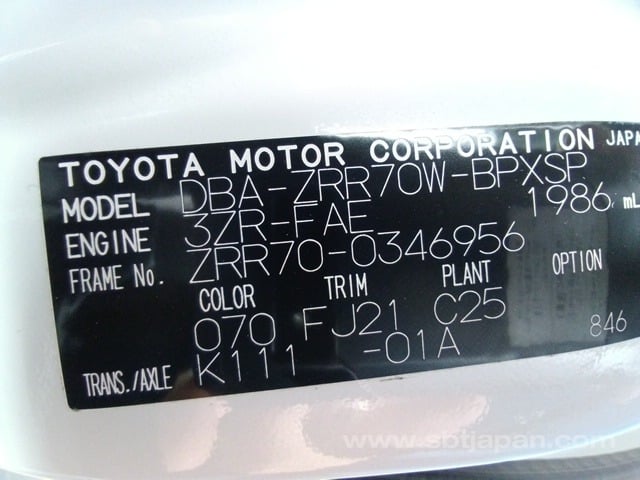 TOYOTA MOTOR CORPORATION JAPA
MODEL DBA-ZRR70W-BPXSP
ENGINE 3ZR-FAE 1986 mL
FRAME No. ZRR70-0346956
COLOR TRIM PLANT OPTION
070 FJ21 C25 846
TRANS./AXLE K111 -01A
www.sbtjapan.com